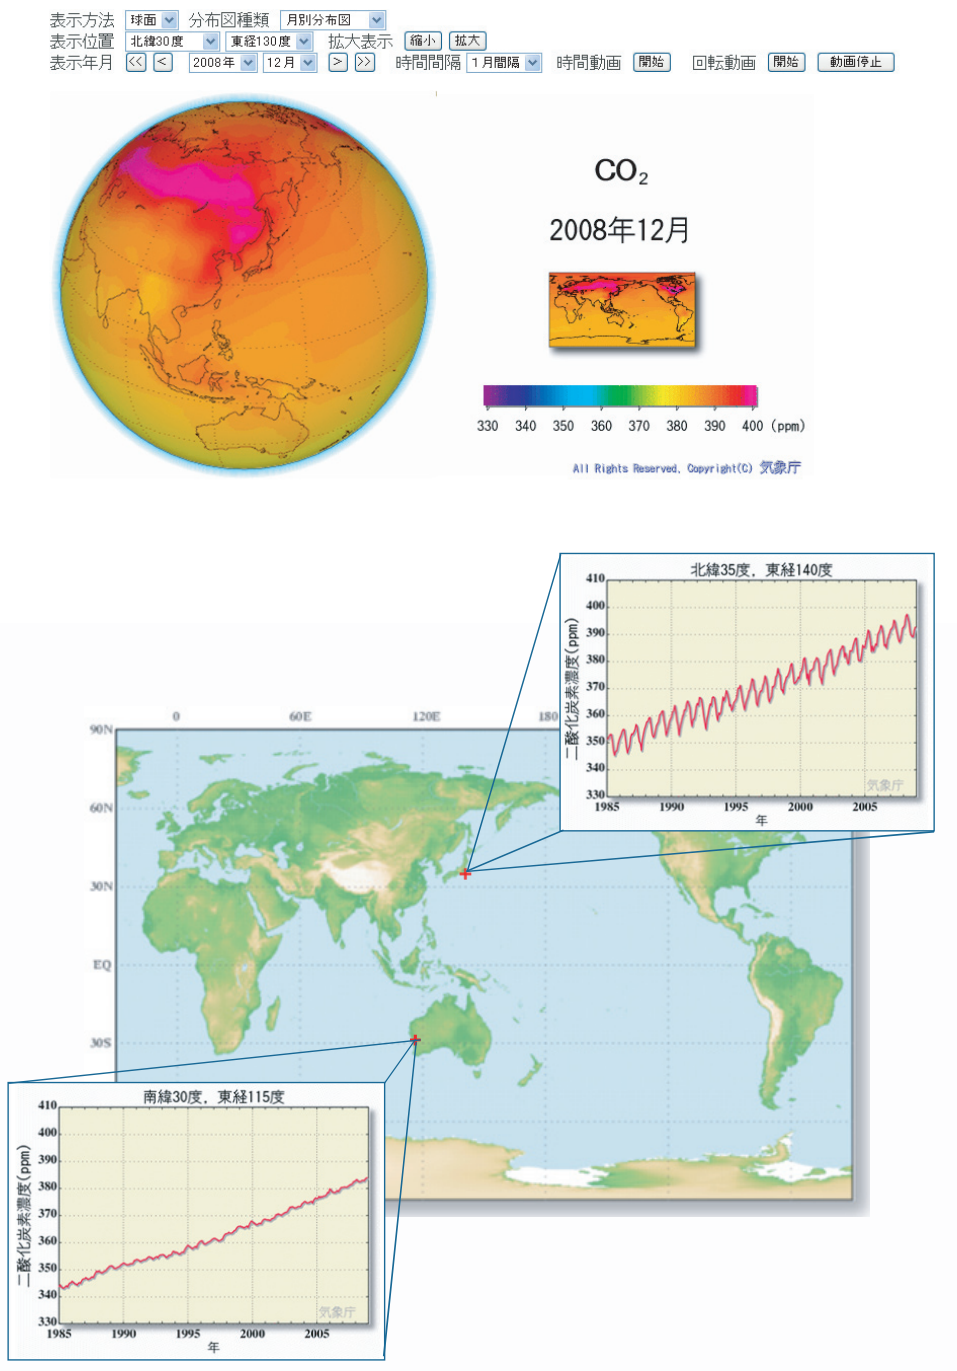 表示方法 球面 分布図種類 月別分布図
表示位置 北緯30度 東経130度 拡大表示 縮小 拡大
表示年月 << < 2008年 12月 > >> 時間間隔 1月間隔 時間動画 開始 回転動画 開始 動画停止
CO2
2008年12月
330 340 350 360 370 380 390 400 (ppm)
All Rights Reserved, Copyright(C) 気象庁
北緯35度, 東経140度
二酸化炭素濃度(ppm)
410
400
390
380
370
360
350
340
330
1985 1990 1995 2000 2005
年
気象庁
0 60E 120E 180
90N
60N
30N
EQ
30S
南緯30度, 東経115度
二酸化炭素濃度(ppm)
410
400
390
380
370
360
350
340
330
1985 1990 1995 2000 2005
年
気象庁